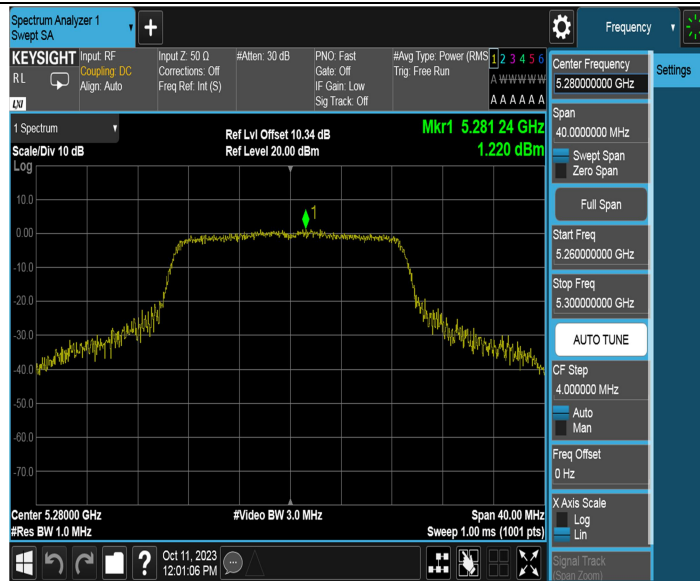 Spectrum Analyzer 1
Swept SA
+
Frequency
KEYSIGHT
RL
LXI
Input: RF
Coupling: DC
Align: Auto
Input Z: 50 Ω
Corrections: Off
Freq Ref: Int (S)
#Atten: 30 dB
PNO: Fast
Gate: Off
IF Gain: Low
Sig Track: Off
#Avg Type: Power (RMS
Trig: Free Run
1 2 3 4 5 6
A W W W W W
A A A A A A
Center Frequency
5.280000000 GHz
Settings
Span
40.0000000 MHz
Swept Span
Zero Span
Full Span
Start Freq
5.260000000 GHz
Stop Freq
5.300000000 GHz
AUTO TUNE
CF Step
4.000000 MHz
Auto
Man
Freq Offset
0 Hz
X Axis Scale
Log
Lin
Signal Track
(Span Zoom)
1 Spectrum
Scale/Div 10 dB
Log
Ref Lvl Offset 10.34 dB
Ref Level 20.00 dBm
Mkr1 5.281 24 GHz
1.220 dBm
1
10.0
0.00
-10.0
-20.0
-30.0
-40.0
-50.0
-60.0
-70.0
Center 5.28000 GHz
#Res BW 1.0 MHz
#Video BW 3.0 MHz
Span 40.00 MHz
Sweep 1.00 ms (1001 pts)
?
Oct 11, 2023
12:01:06 PM